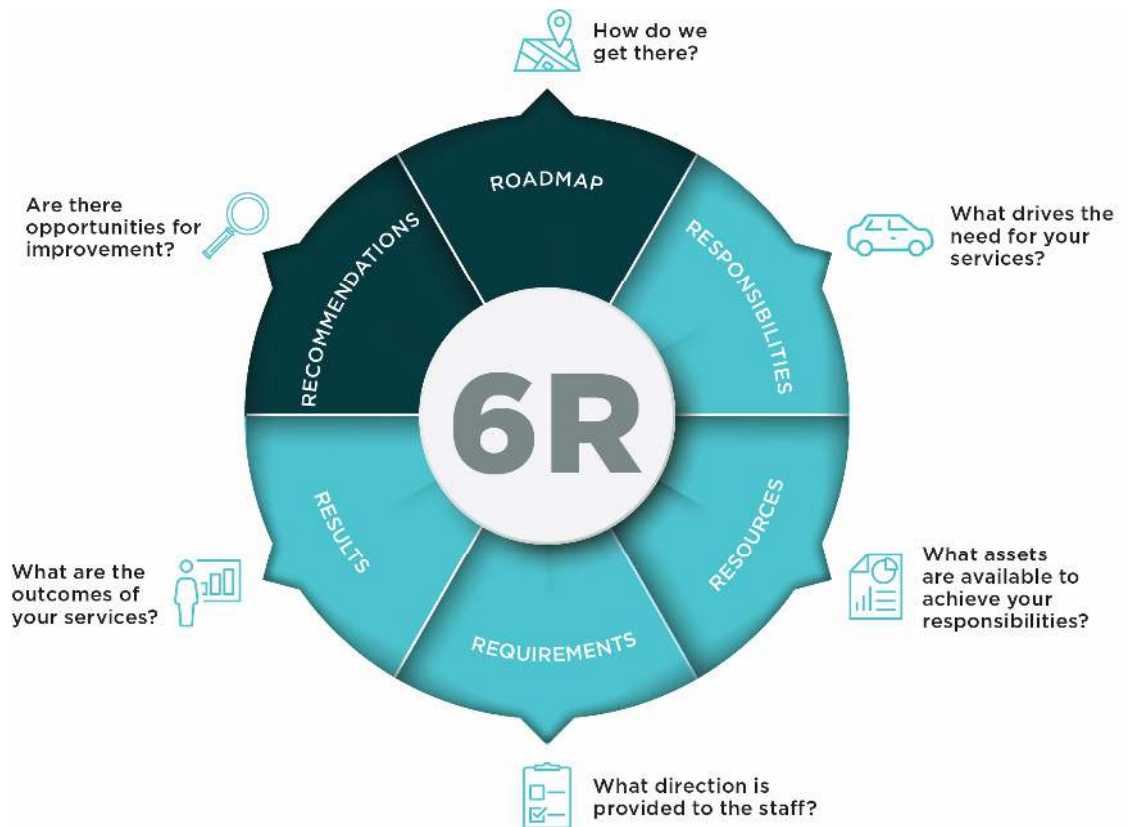 How do we
get there?
ROADMAP
Are there
opportunities for
improvement?
What drives the
need for your
services?
RECOMMENDATIONS
RESPONSIBILITIES
6R
RESULTS
RESOURCES
What are the
outcomes of
your services?
What assets
are available to
achieve your
responsibilities?
REQUIREMENTS
What direction is
provided to the staff?